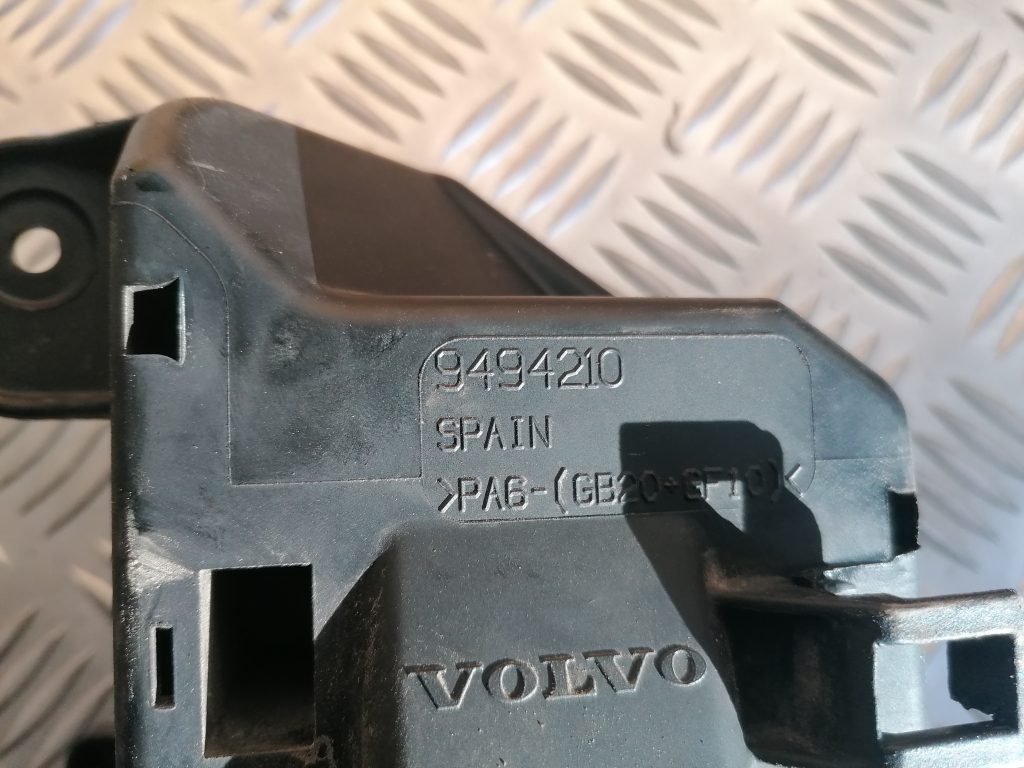 9494210
SPAIN
>PA6-(GB20+GF10)<
VOLVO